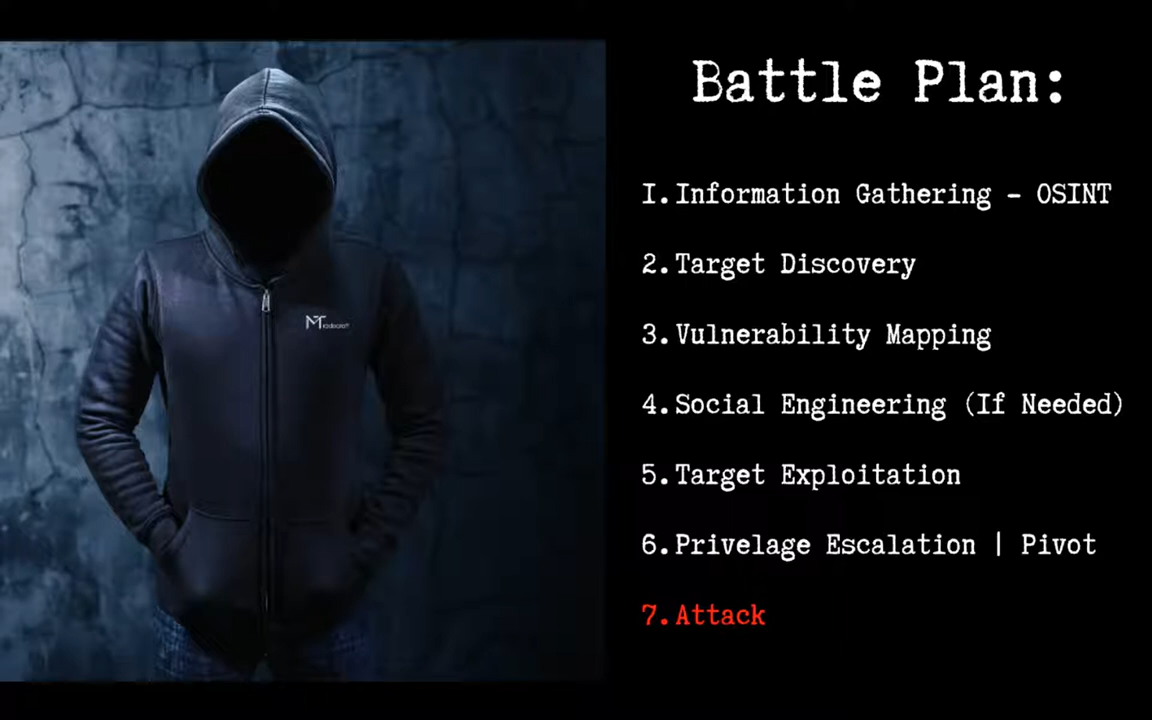 Battle Plan:
I. Information Gathering - OSINT
2. Target Discovery
3. Vulnerability Mapping
4. Social Engineering (If Needed)
5. Target Exploitation
6. Privelage Escalation | Pivot
7. Attack
MT